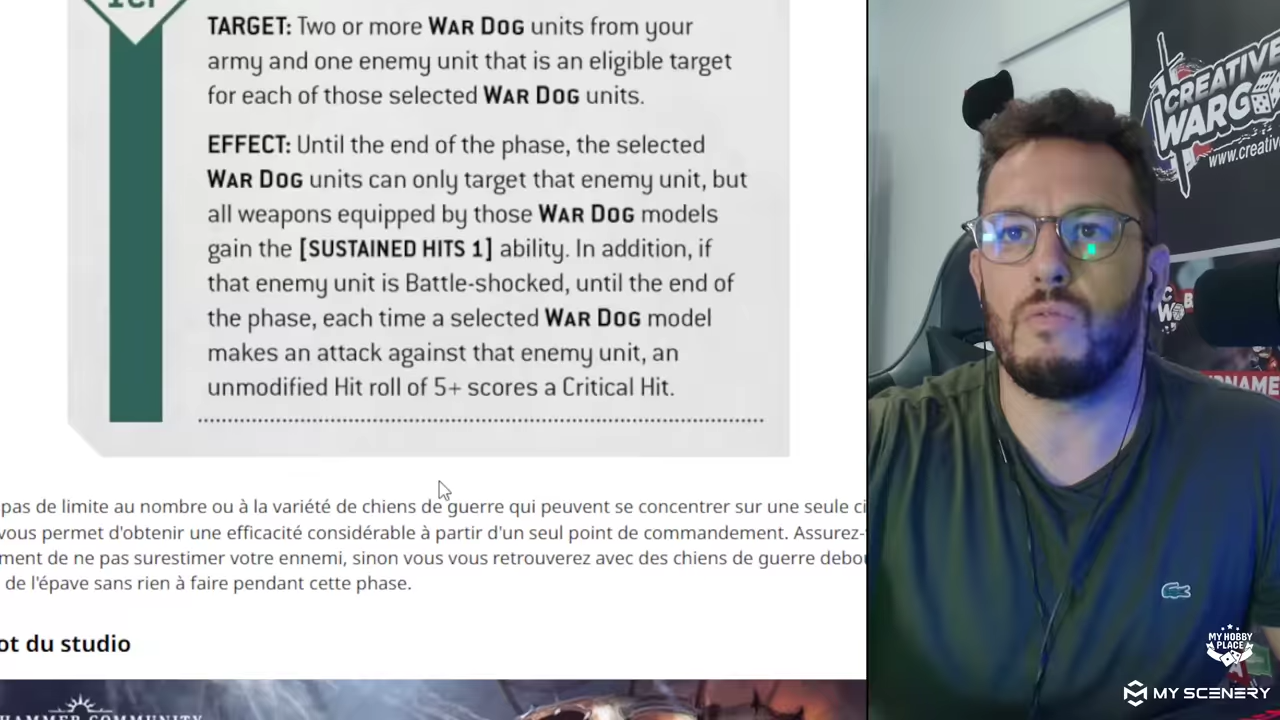 TARGET: Two or more WAR DOG units from your
army and one enemy unit that is an eligible target
for each of those selected WAR DOG units.
EFFECT: Until the end of the phase, the selected
WAR DOG units can only target that enemy unit, but
all weapons equipped by those WAR DOG models
gain the [SUSTAINED HITS 1] ability. In addition, if
that enemy unit is Battle-shocked, until the end of
the phase, each time a selected WAR DOG model
makes an attack against that enemy unit, an
unmodified Hit roll of 5+ scores a Critical Hit.
pas de limite au nombre ou à la variété de chiens de guerre qui peuvent se concentrer sur une seule
vous permet d'obtenir une efficacité considérable à partir d'un seul point de commandement.
de ne pas surestimer votre ennemi, sinon vous vous retrouverez avec des chiens de guerre
de l'épave sans rien à faire pendant cette phase.
du studio
COMMUNITY
CREATIVE
WARG
www.creative
MY HOBBY
PLACE
MY SCENERY